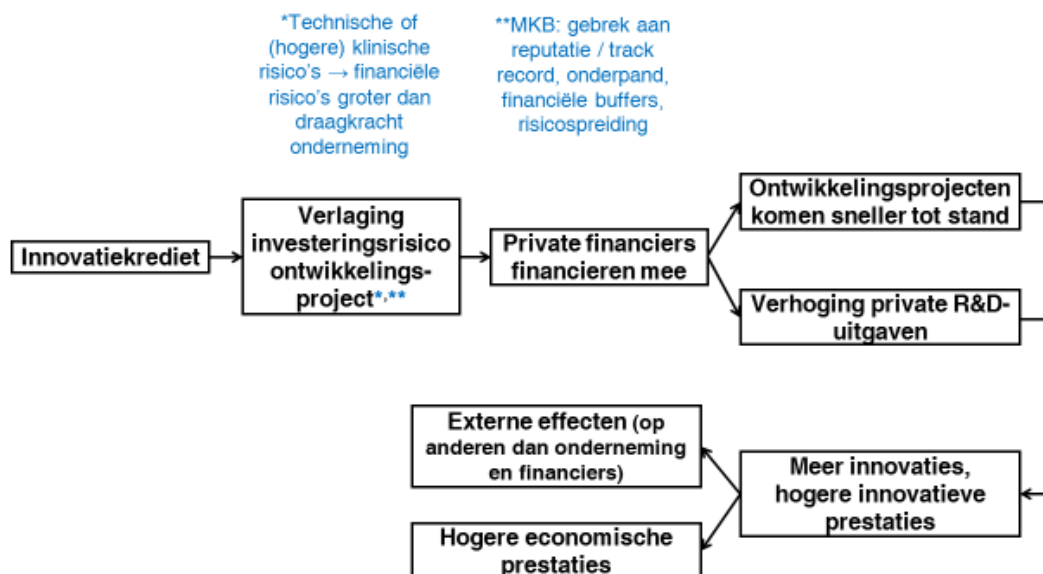 *Technische of
(hogere) klinische
risico's → financiële
risico's groter dan
draagkracht
onderneming
**MKB: gebrek aan
reputatie / track
record, onderpand,
financiële buffers,
risicospreiding
Innovatiekrediet
Verlaging
investeringsrisico
ontwikkelings-
project*,**
Private financiers
financieren mee
Ontwikkelingsprojecten
komen sneller tot stand
Verhoging private R&D-
uitgaven
Externe effecten (op
anderen dan onderneming
en financiers)
Meer innovaties,
hogere innovatieve
prestaties
Hogere economische
prestaties